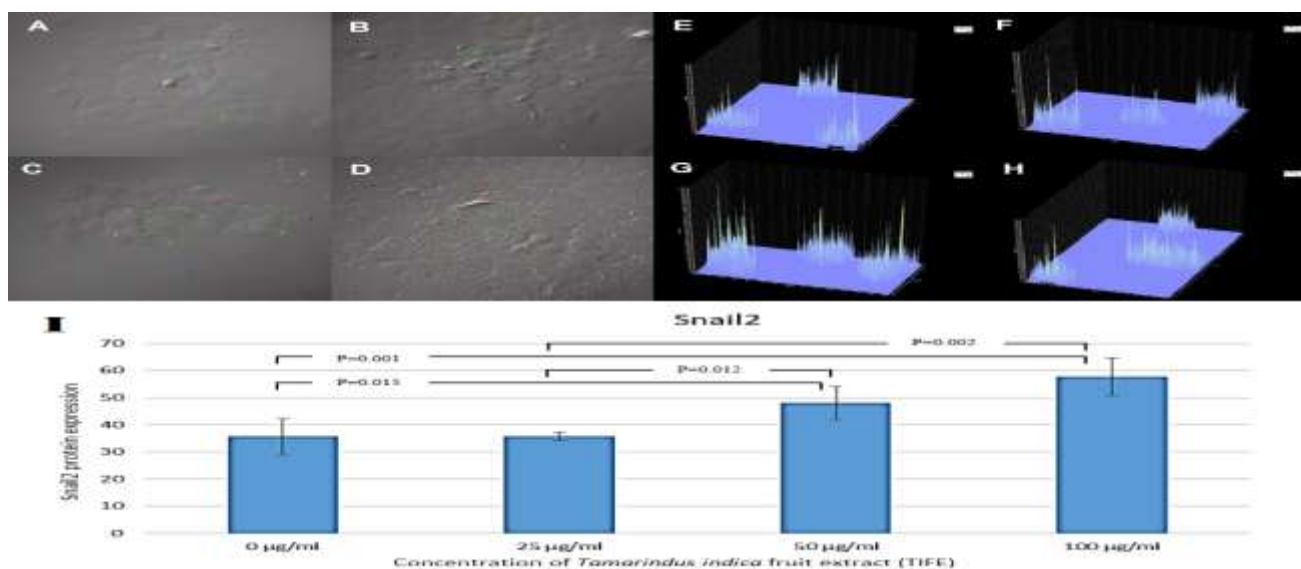 A
B
E
F
C
D
G
H
I
Snail2
70
60
50
40
30
20
10
0
P=0.002
P=0.001
P=0.012
P=0.015
Snail2 protein expression
0 µg/ml
25 µg/ml
50 µg/ml
100 µg/ml
Concentration of Tamarindus indica fruit extract (TIFE)